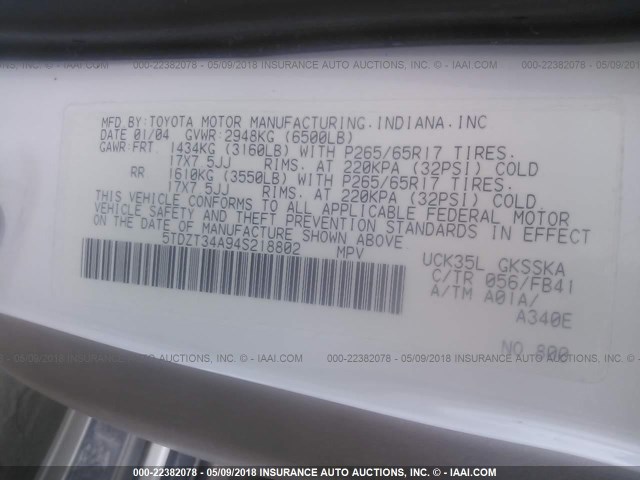 000-22382078 - 05/09/2018 INSURANCE AUTO AUCTIONS, INC. - © IAAI.COM
MFD.BY:TOYOTA MOTOR MANUFACTURING.INDIANA.INC
DATE 01/04 GVWR:2948KG (6500LB)
GAWR:FRT 1434KG (3160LB) WITH P265/65R17 TIRES.
17X7.5JJ RIMS. AT 220KPA (32PSI) COLD
RR 1610KG (3550LB) WITH P265/65R17 TIRES.
17X7.5JJ RIMS. AT 220KPA (32PSI) COLD
THIS VEHICLE CONFORMS TO ALL APPLICABLE FEDERAL MOTOR
VEHICLE SAFETY AND THEFT PREVENTION STANDARDS IN EFFECT
ON THE DATE OF MANUFACTURE SHOWN ABOVE.
5TDZT34A94S218802 MPV
UCK35L GKSSKA
C/TR 056/FB41
A/TM A01A/
A340E
NO.800
000-22382078 - 05/09/2018 INSURANCE AUTO AUCTIONS, INC. - © IAAI.COM
000-22382078 - 05/09/2018 INSURANCE AUTO AUCTIONS, INC. - © IAAI.COM